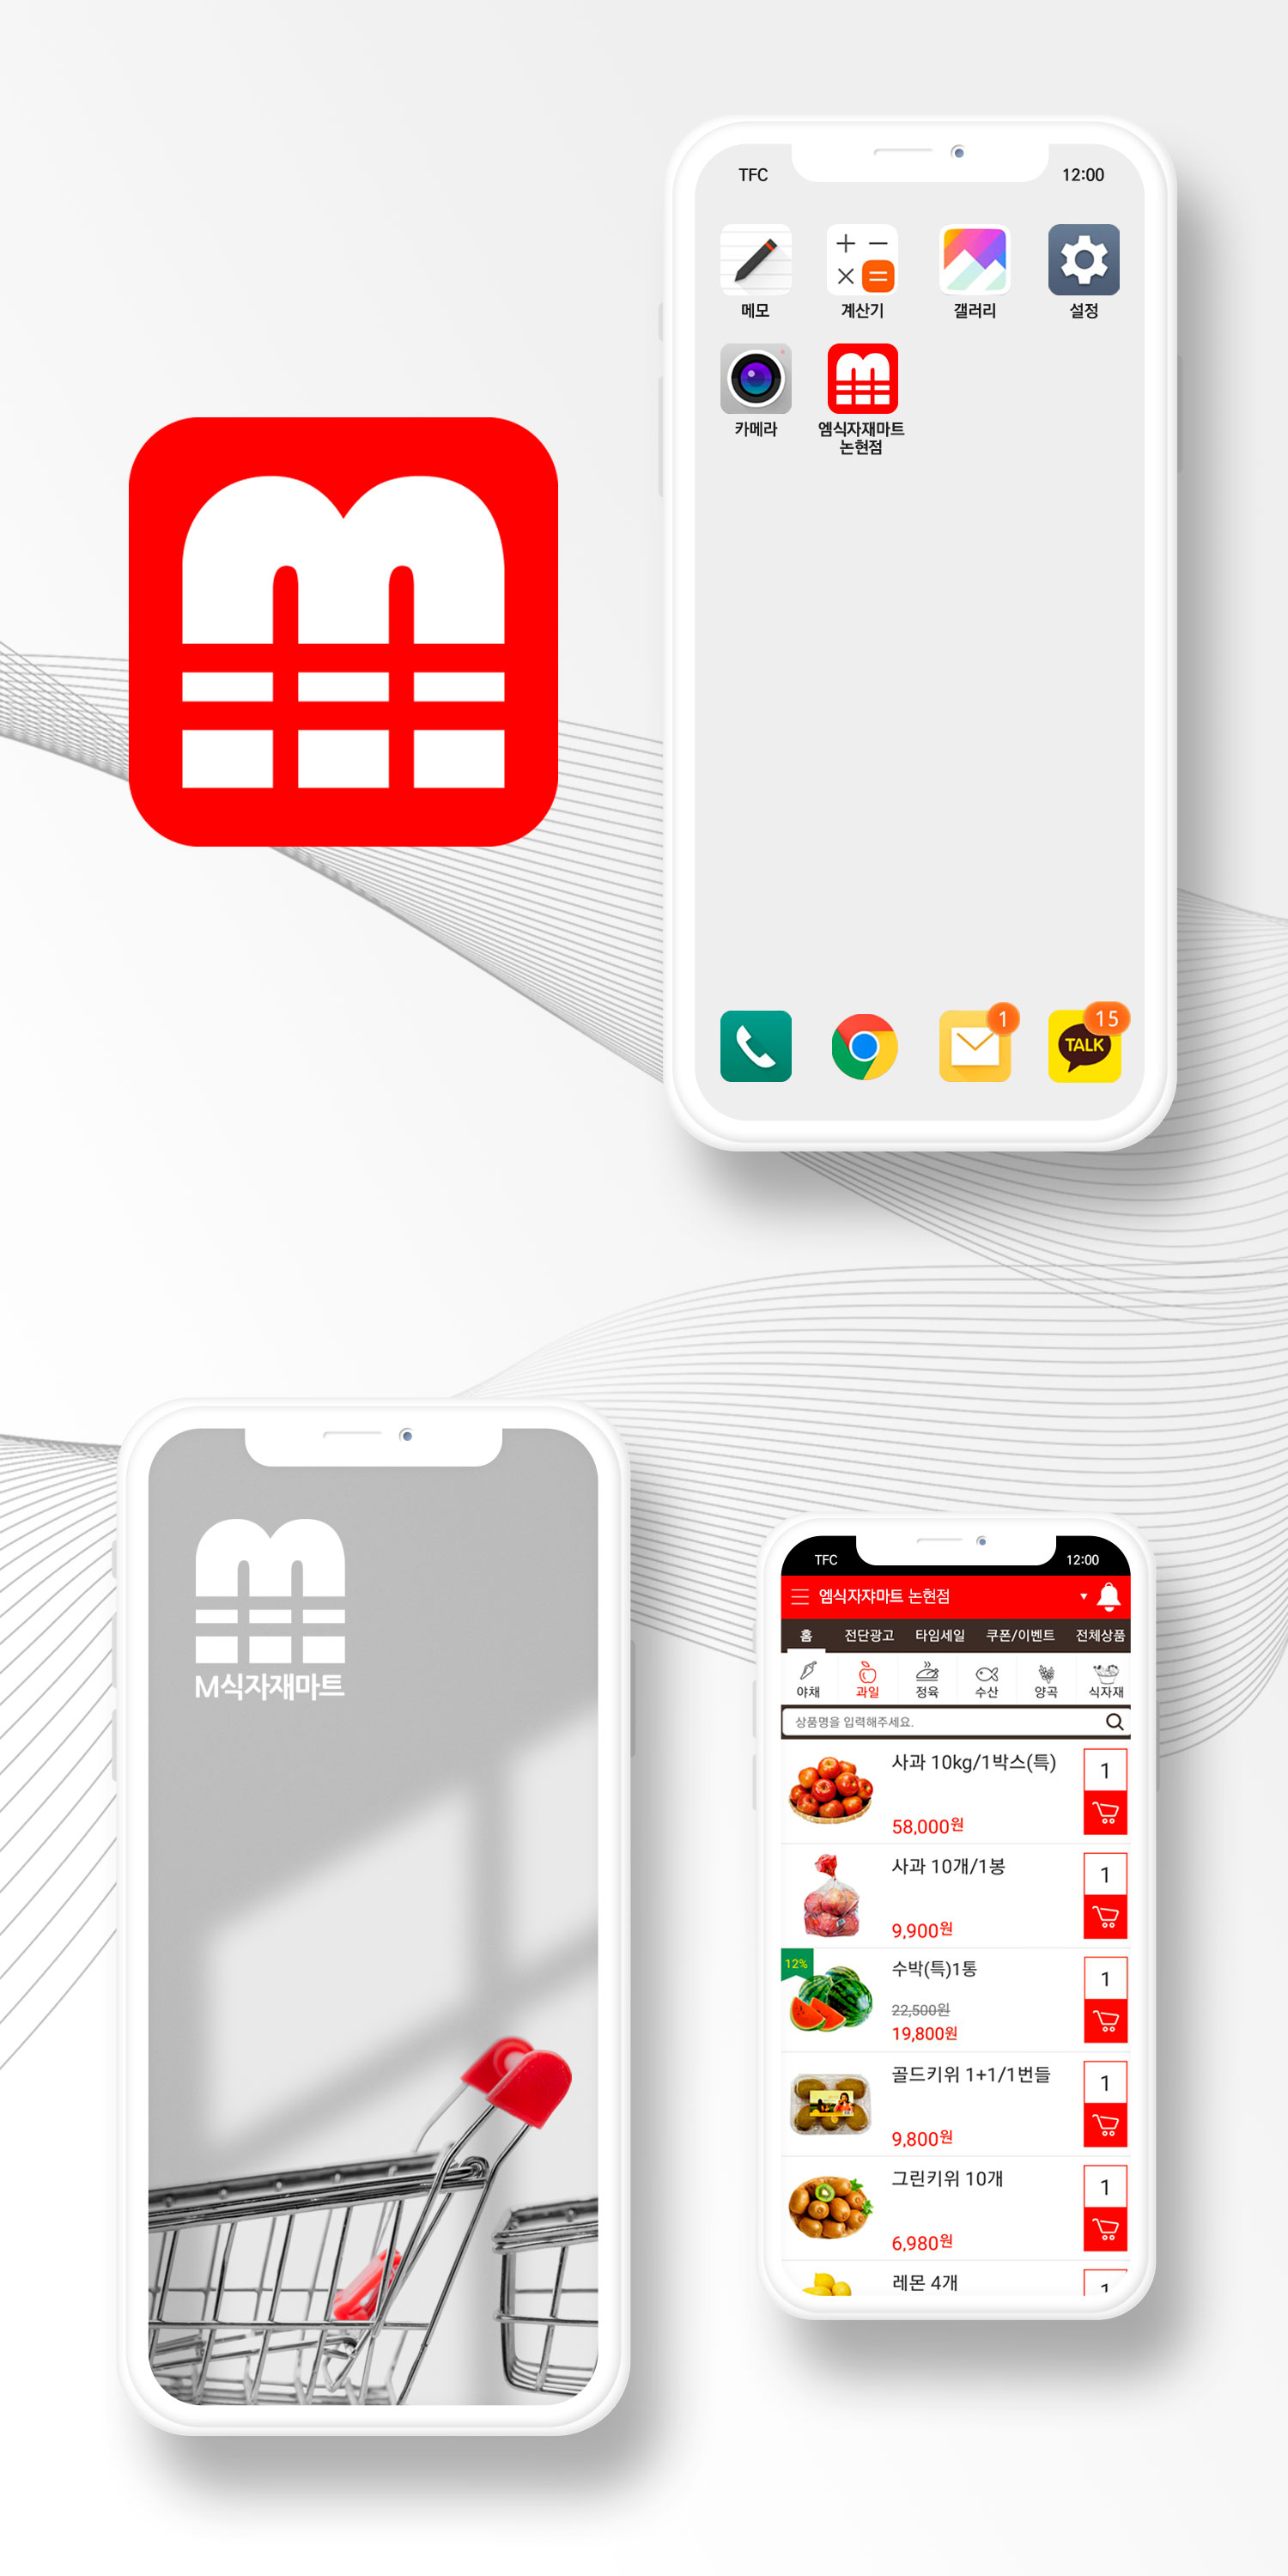 TFC 12:00
메모 계산기 갤러리 설정
카메라 엠식자재마트
논현점
1 15
TALK
M식자재마트
TFC 12:00
엠식자쟈마트 논현점
홈 전단광고 타임세일 쿠폰/이벤트 전체상품
야채 과일 정육 수산 양곡 식자재
상품명을 입력해주세요.
사과 10kg/1박스(특) 1
58,000원
사과 10개/1봉 1
9,900원
12% 수박(특)1통 1
22,500원
19,800원
골드키위 1+1/1번들 1
9,800원
그린키위 10개 1
6,980원
레몬 4개 1